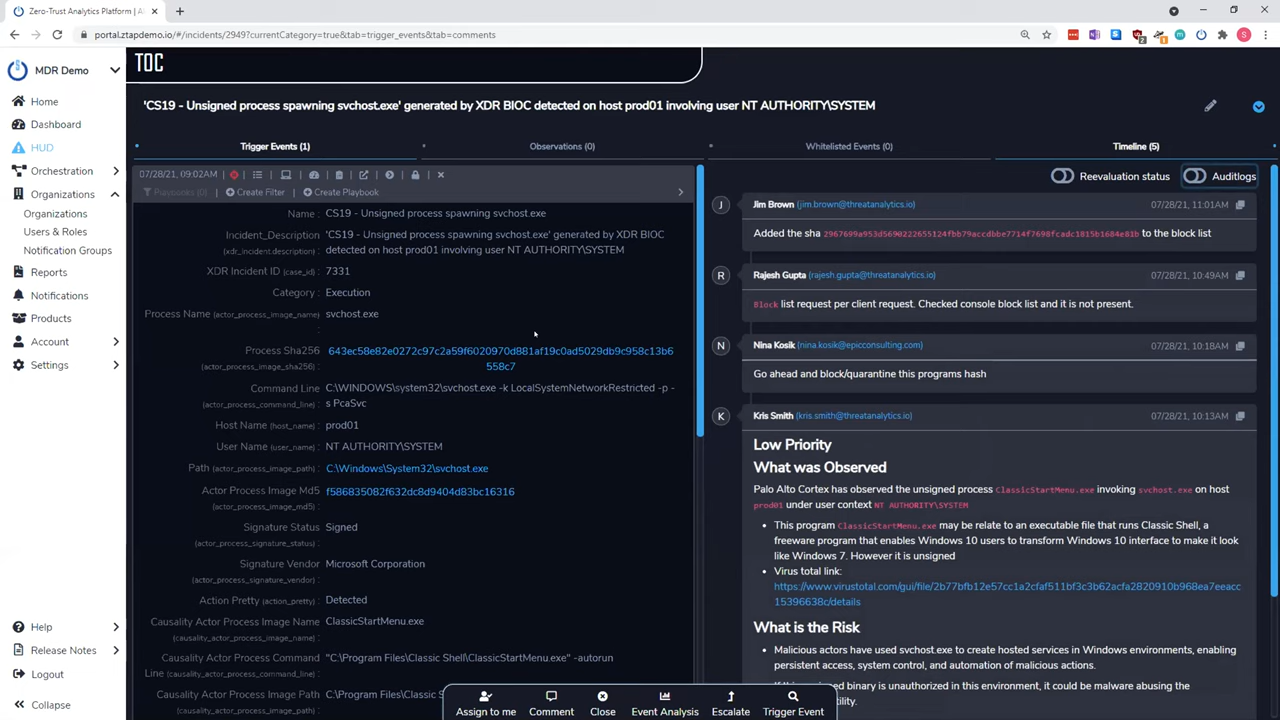 Zero-Trust Analytics Platform | Al
portal.ztapdemo.io/#/incidents/2949?currentCategory=true&tab=trigger_events&tab=comments
MDR Demo
Home
Dashboard
HUD
Orchestration
Organizations
Organizations
Users & Roles
Notification Groups
Reports
Notifications
Products
Account
Settings
Help
Release Notes
Logout
Collapse
TOC
'CS19 - Unsigned process spawning svchost.exe' generated by XDR BIOC detected on host prod01 involving user NT AUTHORITY\SYSTEM
Trigger Events (1)
Observations (0)
Whitelisted Events (0)
Timeline (5)
07/28/21, 09:02AM
Playbooks (0)
Create Filter
Create Playbook
Name : CS19 - Unsigned process spawning svchost.exe
Incident_Description 'CS19 - Unsigned process spawning svchost.exe' generated by XDR BIOC
(xdr_incident.description) : detected on host prod01 involving user NT AUTHORITY\SYSTEM
XDR Incident ID (case_id) : 7331
Category : Execution
Process Name (actor_process_image_name) svchost.exe
:
Process Sha256 643ec58e82e0272c97c2a59f6020970d881af19c0ad5029db9c958c13b6
(actor_process_image_sha256) : 558c7
Command Line C:\WINDOWS\system32\svchost.exe -k LocalSystemNetworkRestricted -p -
(actor_process_command_line) : s PcaSvc
Host Name (host_name) : prod01
User Name (user_name) : NT AUTHORITY\SYSTEM
Path (actor_process_image_path) : C:\Windows\System32\svchost.exe
Actor Process Image Md5 f586835082f632dc8d9404d83bc16316
(actor_process_image_md5) :
Signature Status Signed
(actor_process_signature_status) :
Signature Vendor Microsoft Corporation
(actor_process_signature_vendor) :
Action Pretty (action_pretty) : Detected
Causality Actor Process Image Name ClassicStartMenu.exe
(causality_actor_process_image_name) :
Causality Actor Process Command "C:\Program Files\Classic Shell\ClassicStartMenu.exe" -autorun
Line (causality_actor_process_command_line) :
Causality Actor Process Image Path C:\Program Files\Classic S
(causality_actor_process_image_path) :
Reevaluation status
Auditlogs
J
Jim Brown (jim.brown@threatanalytics.io) 07/28/21, 11:01AM
Added the sha 2967699a953d5690222655124fbb79accdbbe7714f7698fcadc1815b1684e81b to the block list
R
Rajesh Gupta (rajesh.gupta@threatanalytics.io) 07/28/21, 10:49AM
Block list request per client request. Checked console block list and it is not present.
N
Nina Kosik (nina.kosik@epicconsulting.com) 07/28/21, 10:18AM
Go ahead and block/quarantine this programs hash
K
Kris Smith (kris.smith@threatanalytics.io) 07/28/21, 10:13AM
Low Priority
What was Observed
Palo Alto Cortex has observed the unsigned process ClassicStartMenu.exe invoking svchost.exe on host
prod01 under user context NT AUTHORITY\SYSTEM
• This program ClassicStartMenu.exe may be relate to an executable file that runs Classic Shell, a
freeware program that enables Windows 10 users to transform Windows 10 interface to make it look
like Windows 7. However it is unsigned
• Virus total link:
https://www.virustotal.com/gui/file/2b77bfb12e57cc1a2cfaf511bf3c3b62acfa2820910b968ea7eeacc
15396638c/details
What is the Risk
• Malicious actors have used svchost.exe to create hosted services in Windows environments, enabling
persistent access, system control, and automation of malicious actions.
binary is unauthorized in this environment, it could be malware abusing the
Assign to me
Comment
Close
Event Analysis
Escalate
Trigger Event